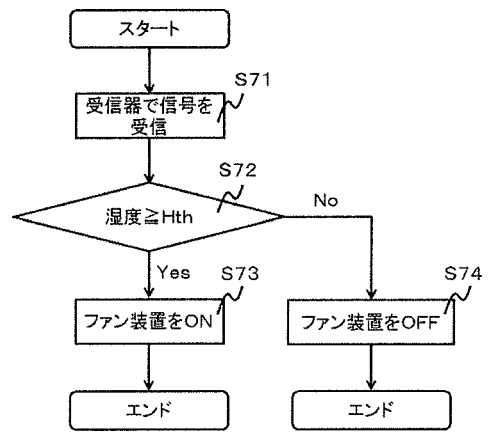 スタート
S71
受信器で信号を
受信
S72
湿度≧Hth
No
Yes
S73
ファン装置をON
S74
ファン装置をOFF
エンド
エンド